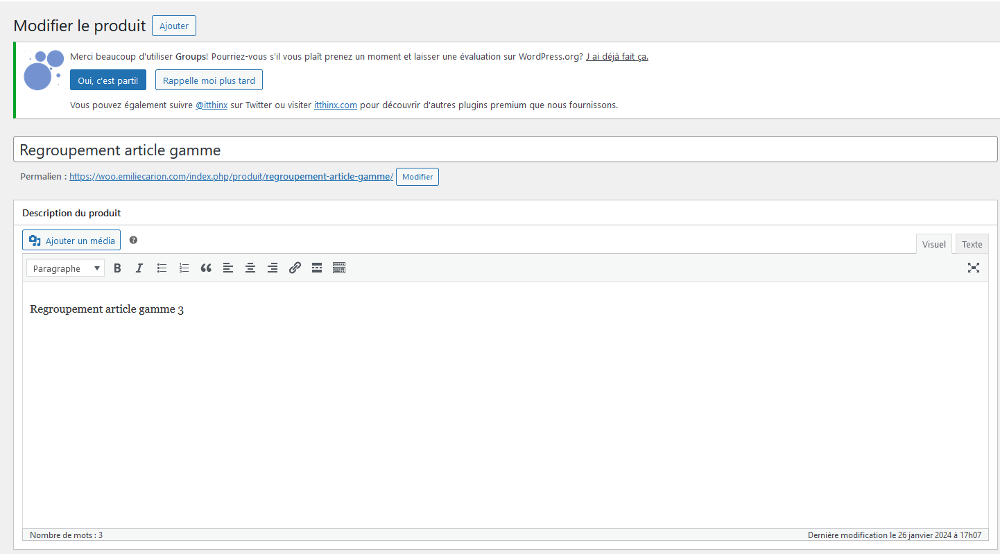 Modifier le produit Ajouter
Merci beaucoup d'utiliser Groups! Pourriez-vous s'il vous plaît prenez un moment et laisser une évaluation sur WordPress.org? J ai déjà fait ça.
Oui, c'est parti! Rappelle moi plus tard
Vous pouvez également suivre @itthinx sur Twitter ou visiter itthinx.com pour découvrir d'autres plugins premium que nous fournissons.
Regroupement article gamme
Permalien : https://woo.emiliecarion.com/index.php/produit/regroupement-article-gamme/ Modifier
Description du produit
Ajouter un média
Visuel Texte
Paragraphe
Regroupement article gamme 3
Nombre de mots : 3 Dernière modification le 26 janvier 2024 à 17h07